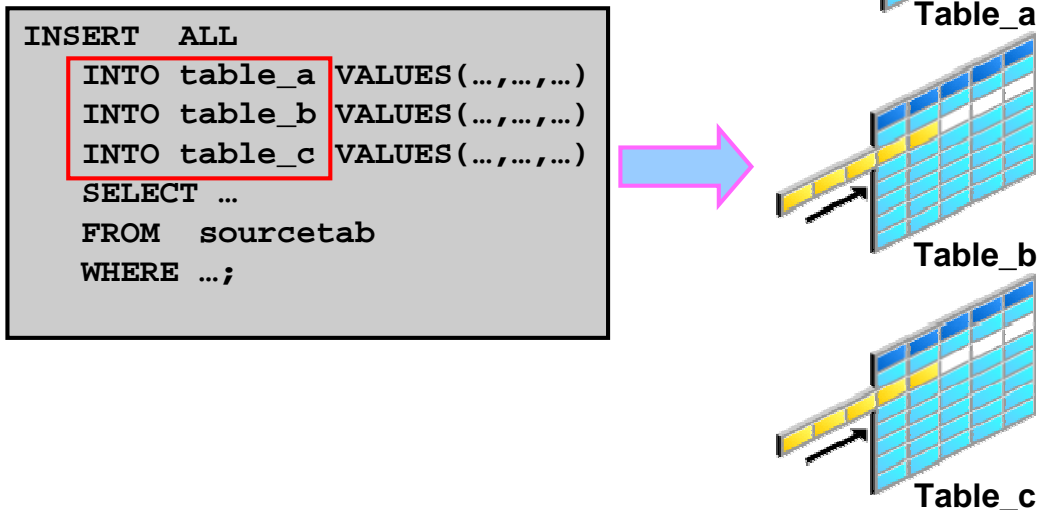 INSERT ALL
INTO table_a VALUES(…,…,…)
INTO table_b VALUES(…,…,…)
INTO table_c VALUES(…,…,…)
SELECT …
FROM sourcetab
WHERE …;
Table_a
Table_b
Table_c